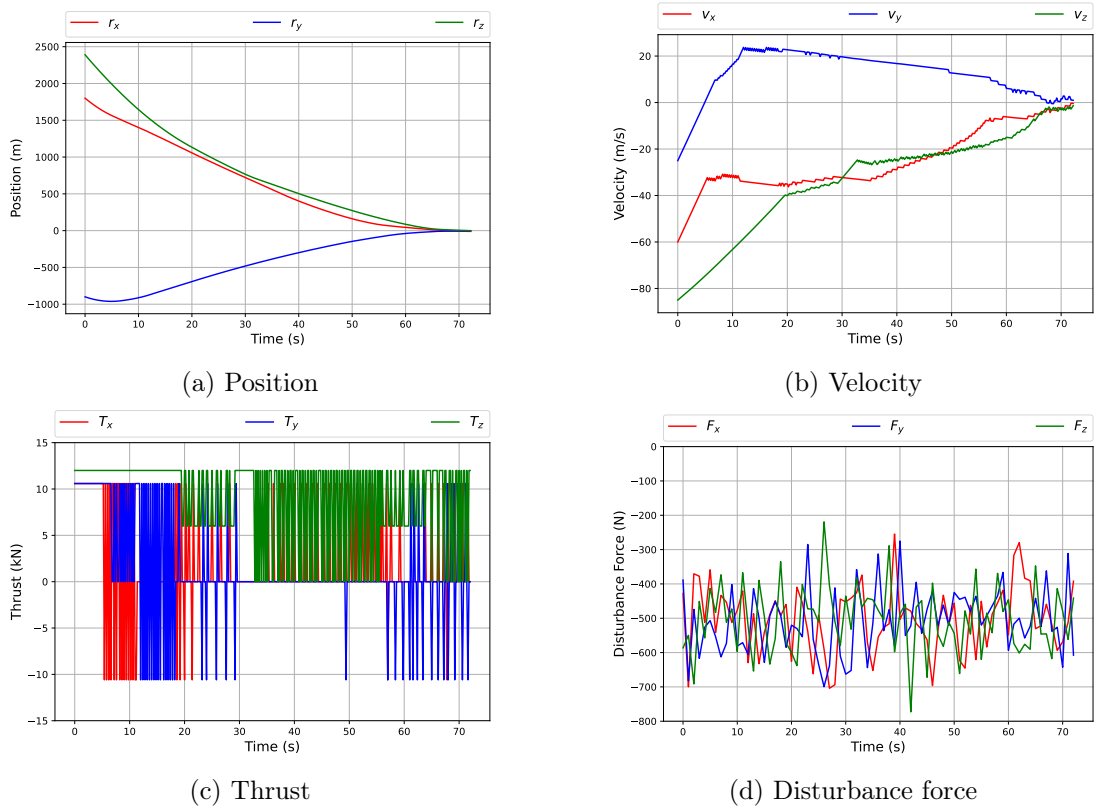 r_x r_y r_z
2500
2000
1500
1000
500
0
−500
−1000
Position (m)
0 10 20 30 40 50 60 70
Time (s)
(a) Position
v_x v_y v_z
20
0
−20
−40
−60
−80
Velocity (m/s)
0 10 20 30 40 50 60 70
Time (s)
(b) Velocity
T_x T_y T_z
15
10
5
0
−5
−10
−15
Thrust (kN)
0 10 20 30 40 50 60 70
Time (s)
(c) Thrust
F_x F_y F_z
0
−100
−200
−300
−400
−500
−600
−700
−800
Disturbance Force (N)
0 10 20 30 40 50 60 70
Time (s)
(d) Disturbance force